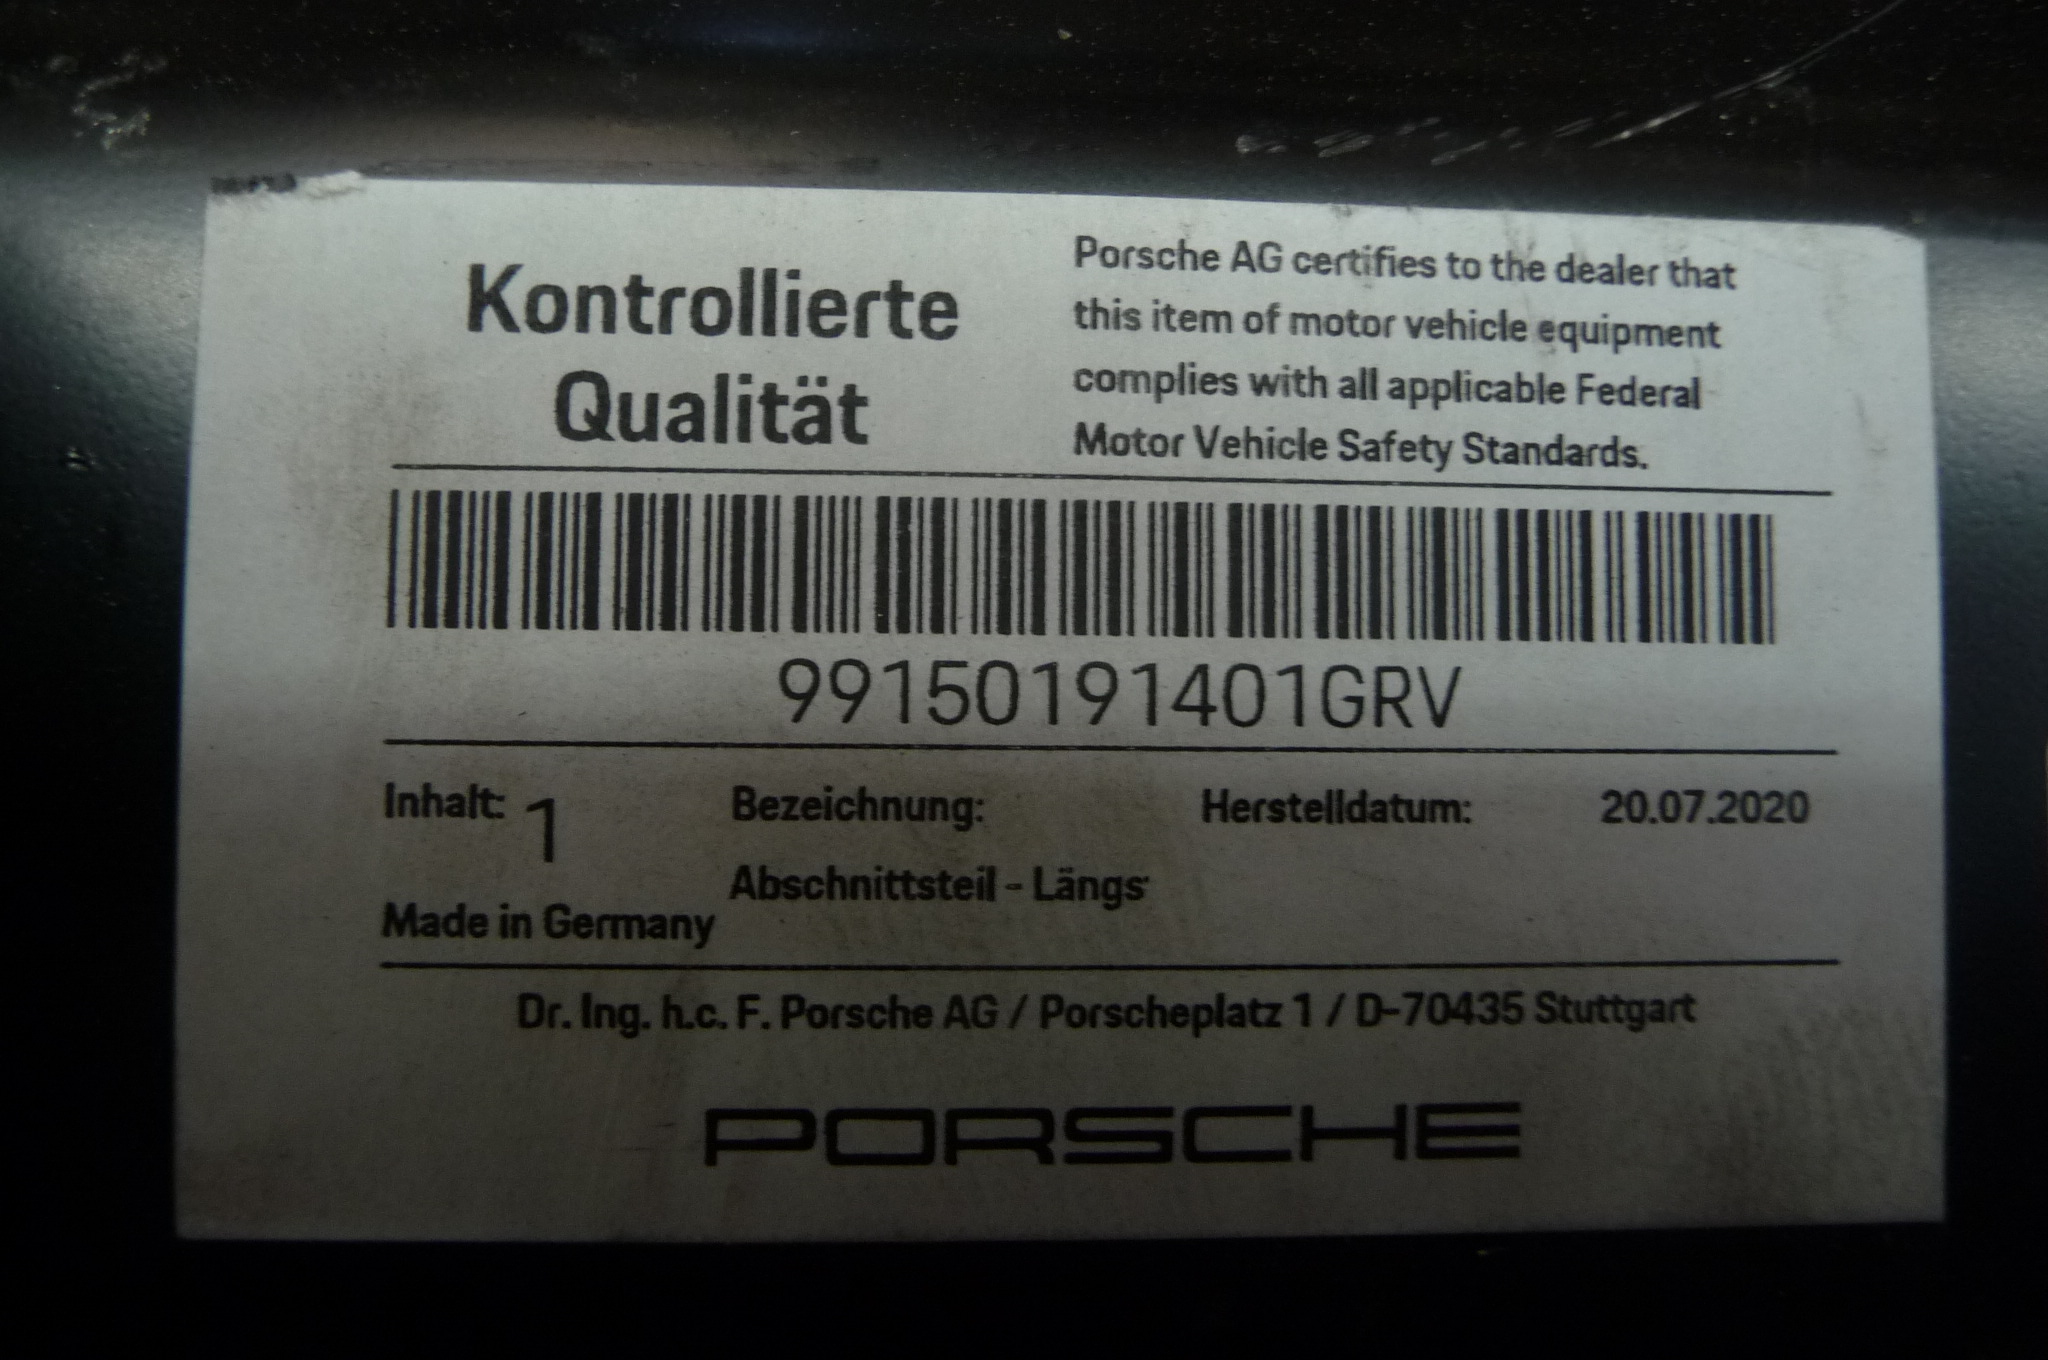 Kontrollierte
Qualität
Porsche AG certifies to the dealer that
this item of motor vehicle equipment
complies with all applicable Federal
Motor Vehicle Safety Standards.
99150191401GRV
Inhalt: 1
Bezeichnung:
Herstelldatum: 20.07.2020
Abschnittsteil - Längs
Made in Germany
Dr. Ing. h.c. F. Porsche AG / Porscheplatz 1 / D-70435 Stuttgart
PORSCHE